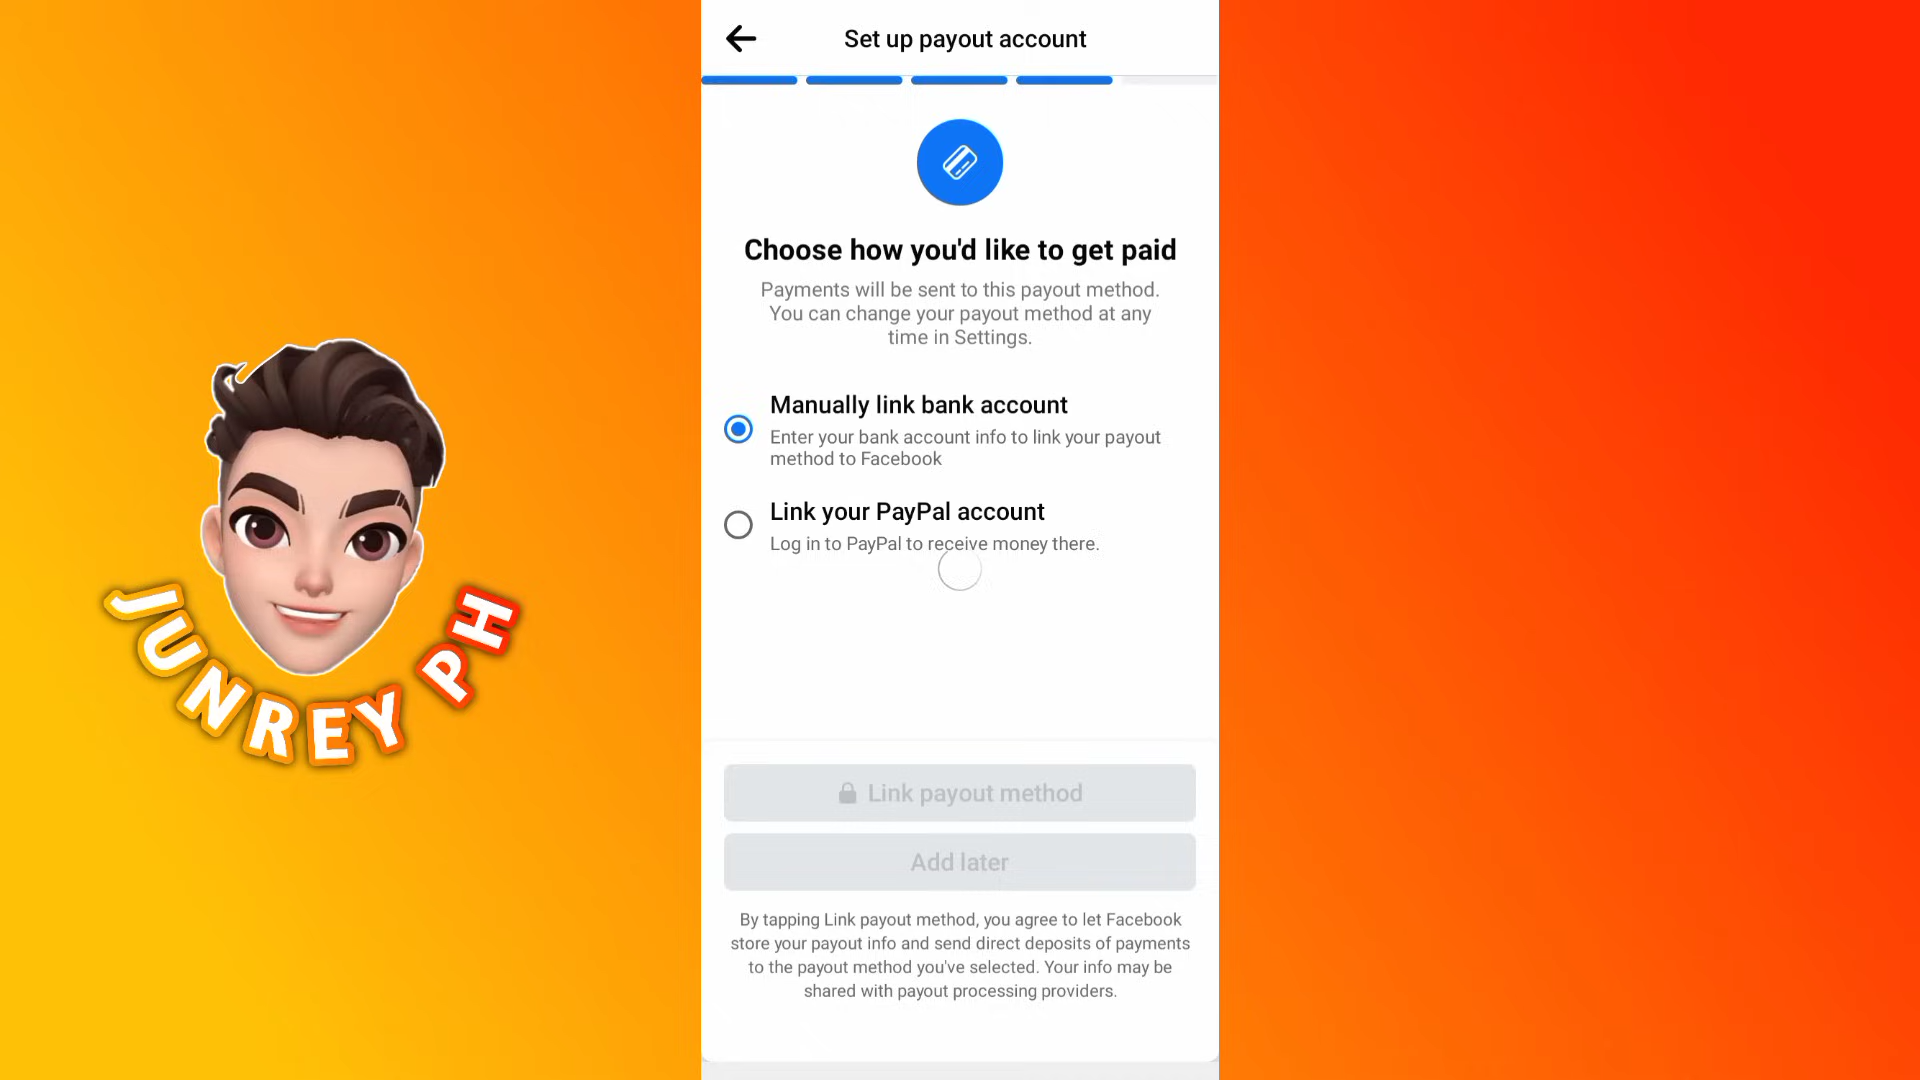 Set up payout account
Choose how you'd like to get paid
Payments will be sent to this payout method.
You can change your payout method at any
time in Settings.
Manually link bank account
Enter your bank account info to link your payout
method to Facebook
Link your PayPal account
Log in to PayPal to receive money there.
JUNREY PH
Link payout method
Add later
By tapping Link payout method, you agree to let Facebook
store your payout info and send direct deposits of payments
to the payout method you've selected. Your info may be
shared with payout processing providers.